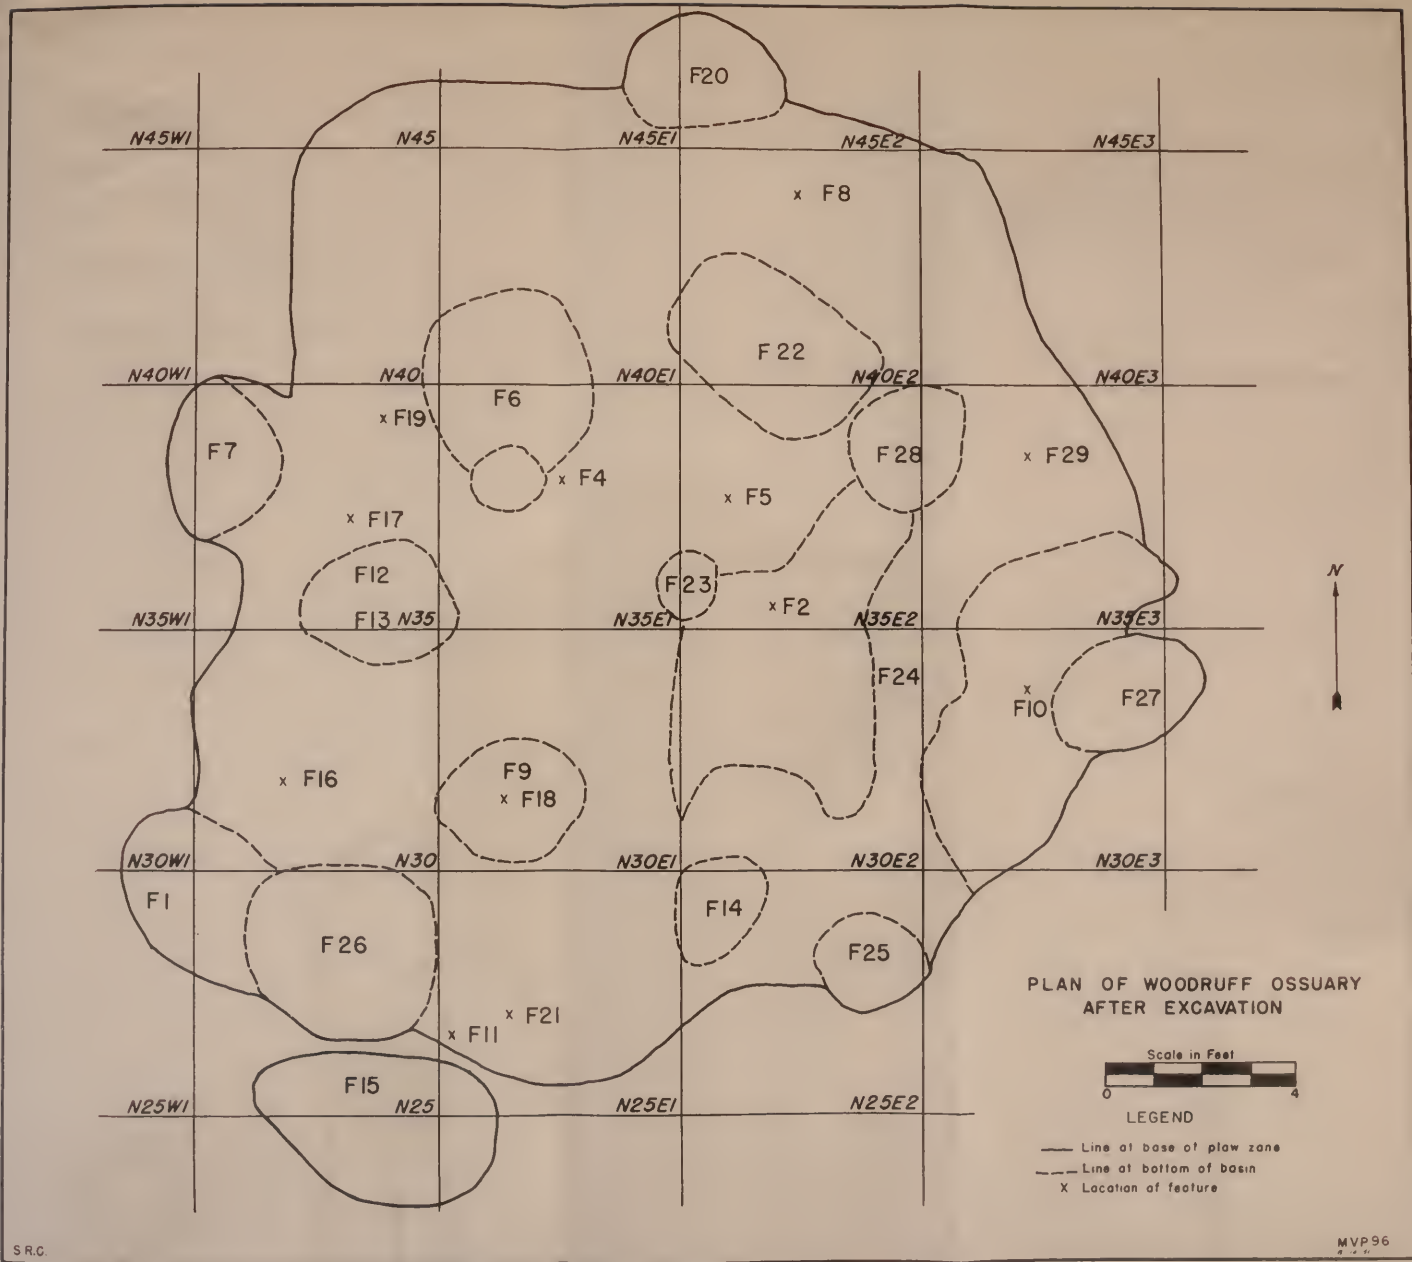 F20
N45W1 N45 N45E1 N45E2 N45E3
x F8
F22
N40W1 N40 N40E1 N40E2 N40E3
F6
x F19
F7 F28 x F29
x F4
x F5
x F17
F12 F23
x F2
N
F13
N35W1 N35 N35E1 N35E2 N35E3
F24
F10 x
F27
F9
x F16
x F18
N30W1 N30 N30E1 N30E2 N30E3
F1 F14
F26 F25
PLAN OF WOODRUFF OSSUARY
AFTER EXCAVATION
x F21
x F11
Scale in Feet
0 4
F15
N25W1 N25 N25E1 N25E2
LEGEND
Line at base of plow zone
Line at bottom of basin
X Location of feature
S.R.C.
MVP96